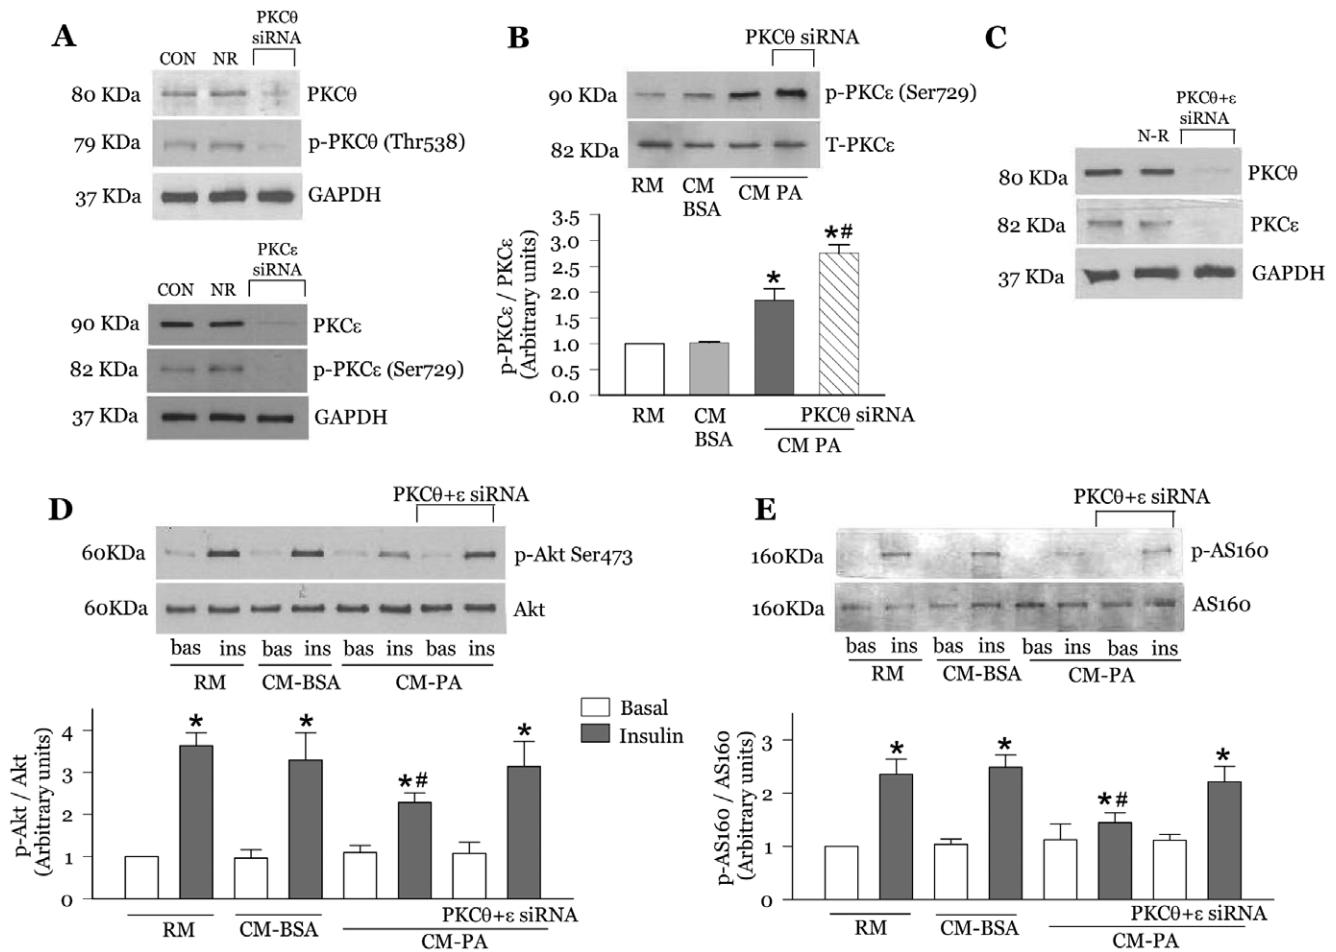 A
PKCθ
siRNA
CON NR
80 KDa PKCθ
79 KDa p-PKCθ (Thr538)
37 KDa GAPDH
PKCε
siRNA
CON NR
90 KDa PKCε
82 KDa p-PKCε (Ser729)
37 KDa GAPDH
B
PKCθ siRNA
90 KDa p-PKCε (Ser729)
82 KDa T-PKCε
RM CM BSA CM PA
p-PKCε / PKCε
(Arbitrary units)
3.5
3.0
2.5
2.0
1.5
1.0
0.5
0.0
*
*#
RM CM BSA PKCθ siRNA
CM PA
C
PKCθ+ε
siRNA
N-R
80 KDa PKCθ
82 KDa PKCε
37 KDa GAPDH
D
PKCθ+ε siRNA
60KDa p-Akt Ser473
60KDa Akt
bas ins bas ins bas ins bas ins
RM CM-BSA CM-PA
p-Akt / Akt
(Arbitrary units)
4
3
2
1
0
* * *# *
Basal
Insulin
RM CM-BSA PKCθ+ε siRNA
CM-PA
E
PKCθ+ε siRNA
160KDa p-AS160
160KDa AS160
bas ins bas ins bas ins bas ins
RM CM-BSA CM-PA
p-AS160 / AS160
(Arbitrary units)
3
2
1
0
* * *# *
RM CM-BSA PKCθ+ε siRNA
CM-PA